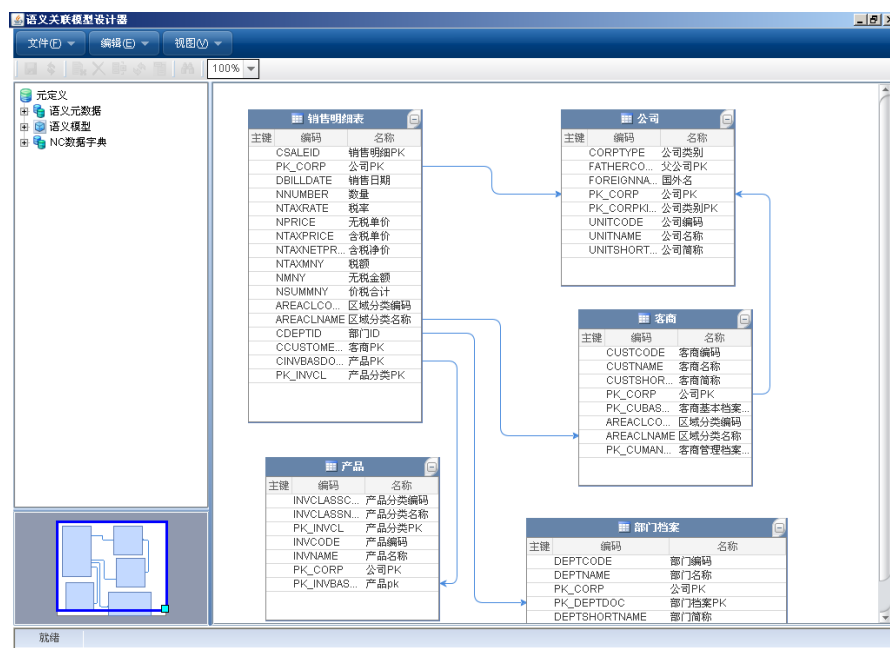 语义关联模型设计器
文件(F) 编辑(E) 视图(V)
100%
元定义
语义元数据
语义模型
NC数据字典
销售明细表
主键 编码 名称
CSALEID 销售明细PK
PK_CORP 公司PK
DBILLDATE 销售日期
NNUMBER 数量
NTAXRATE 税率
NPRICE 无税单价
NTAXPRICE 含税单价
NTAXNETPR... 含税净价
NTAXMNY 税额
NMNY 无税金额
NSUMMNY 价税合计
AREACLCO... 区域分类编码
AREACLNAME 区域分类名称
CDEPTID 部门ID
CCUSTOME... 客商PK
CINVBASDO... 产品PK
PK_INVCL 产品分类PK
公司
主键 编码 名称
CORPTYPE 公司类别
FATHERCO... 父公司PK
FOREIGNNA... 国外名
PK_CORP 公司PK
PK_CORPKI... 公司类别PK
UNITCODE 公司编码
UNITNAME 公司名称
UNITSHORT... 公司简称
客商
主键 编码 名称
CUSTCODE 客商编码
CUSTNAME 客商名称
CUSTSHOR... 客商简称
PK_CORP 公司PK
PK_CUBAS... 客商基本档案...
AREACLCO... 区域分类编码
AREACLNAME 区域分类名称
PK_CUMAN... 客商管理档案...
产品
主键 编码 名称
INVCLASSC... 产品分类编码
INVCLASSN... 产品分类名称
PK_INVCL 产品分类PK
INVCODE 产品编码
INVNAME 产品名称
PK_CORP 公司PK
PK_INVBAS... 产品pk
部门档案
主键 编码 名称
DEPTCODE 部门编码
DEPTNAME 部门名称
PK_CORP 公司PK
PK_DEPTDOC 部门档案PK
DEPTSHORTNAME 部门简称
就绪